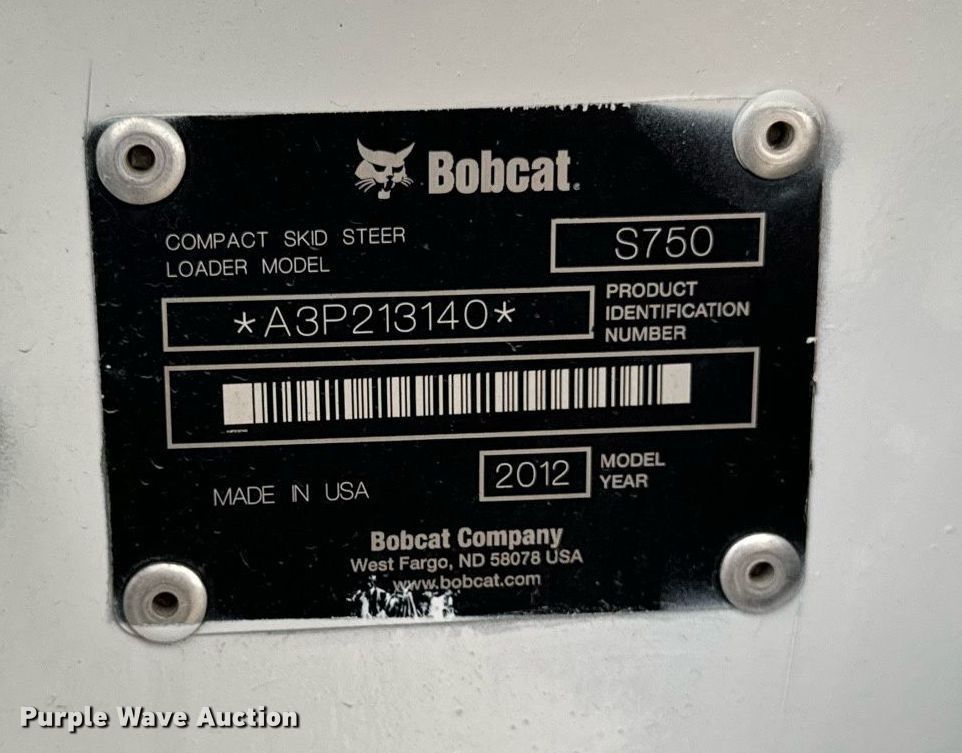 Bobcat.
COMPACT SKID STEER
LOADER MODEL
S750
*A3P213140*
PRODUCT
IDENTIFICATION
NUMBER
MADE IN USA
2012
MODEL
YEAR
Bobcat Company
West Fargo, ND 58078 USA
www.bobcat.com
Purple Wave Auction